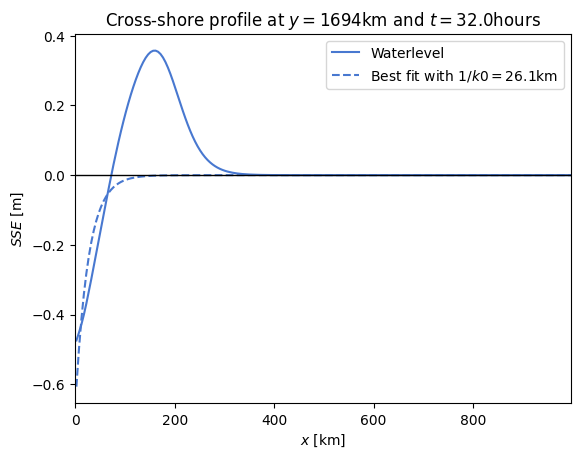 Cross-shore profile at y = 1694km and t = 32.0hours
Waterlevel
Best fit with 1/k0 = 26.1km
SSE [m]
0.4
0.2
0.0
−0.2
−0.4
−0.6
0 200 400 600 800
x [km]